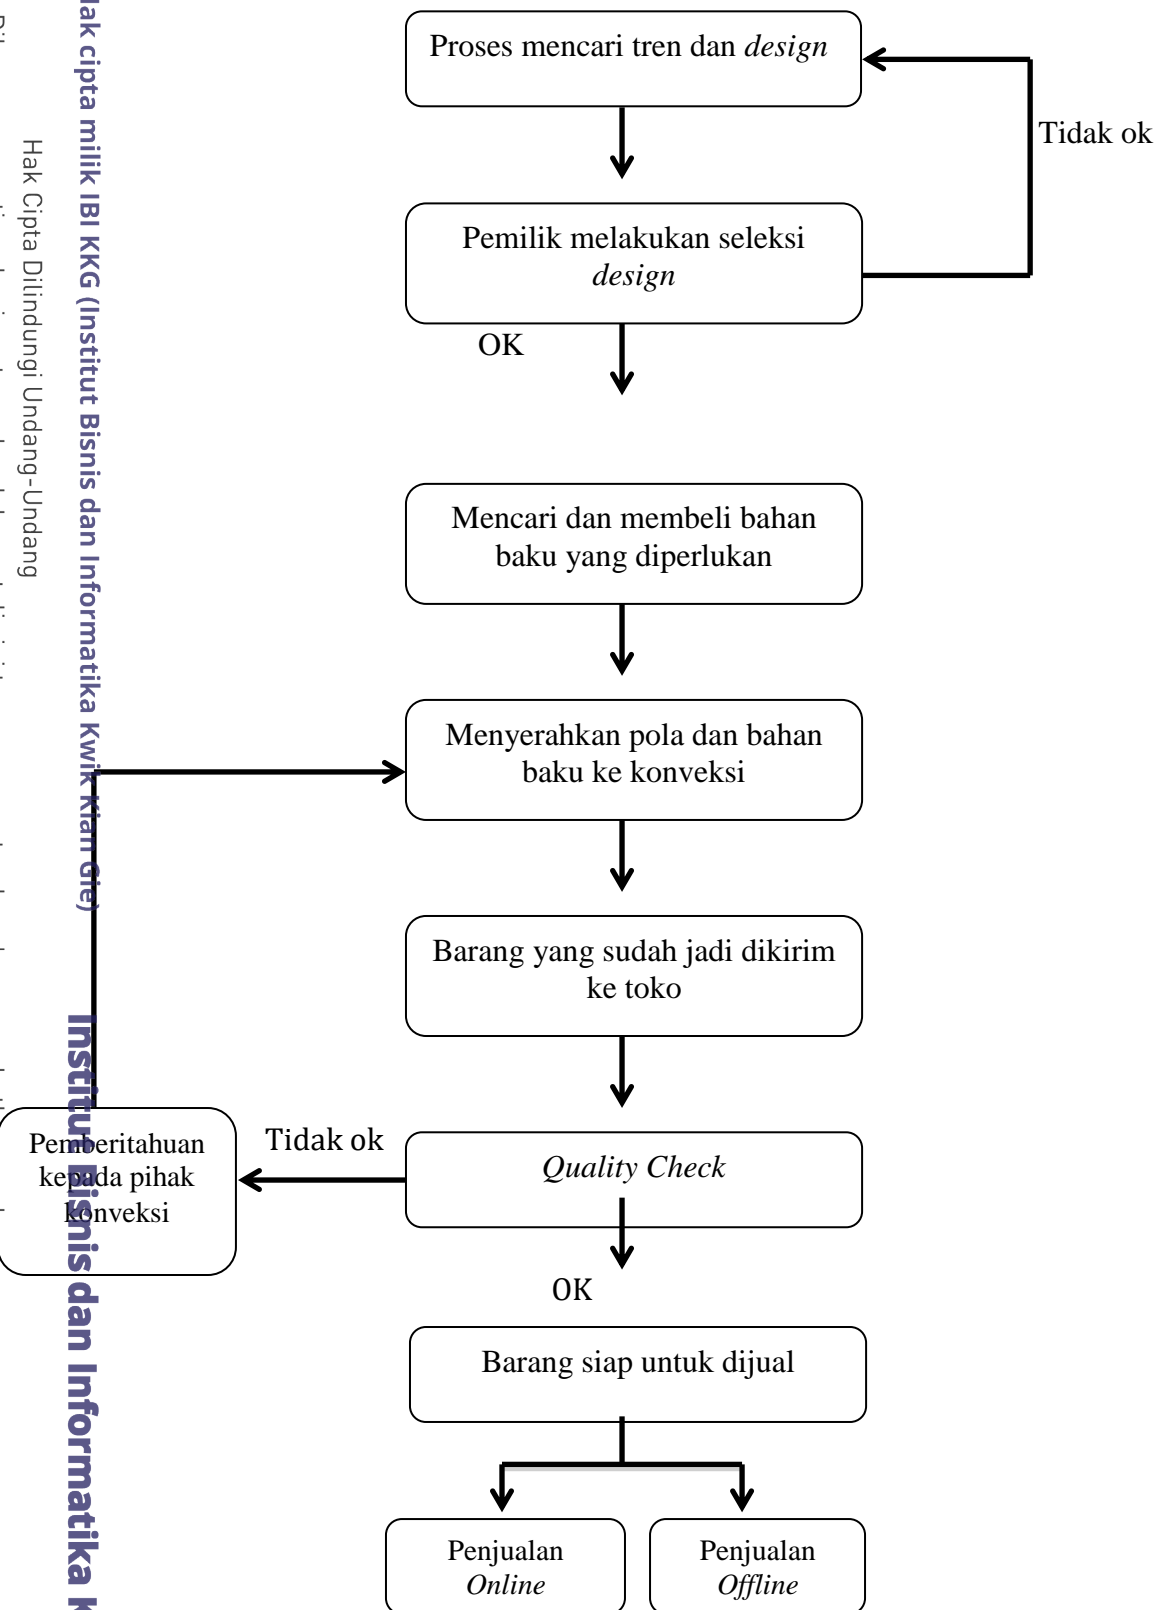 Proses mencari tren dan design
Tidak ok
Pemilik melakukan seleksi
design
OK
Mencari dan membeli bahan
baku yang diperlukan
Menyerahkan pola dan bahan
baku ke konveksi
Barang yang sudah jadi dikirim
ke toko
Quality Check
Tidak ok
Pemberitahuan
kepada pihak
konveksi
OK
Barang siap untuk dijual
Penjualan
Online
Penjualan
Offline
Hak Cipta Dilindungi Undang-Undang
cipta milik IBI KKG (Institut Bisnis dan Informatika Kwik Kian Gie)
Institut Bisnis dan Informatika